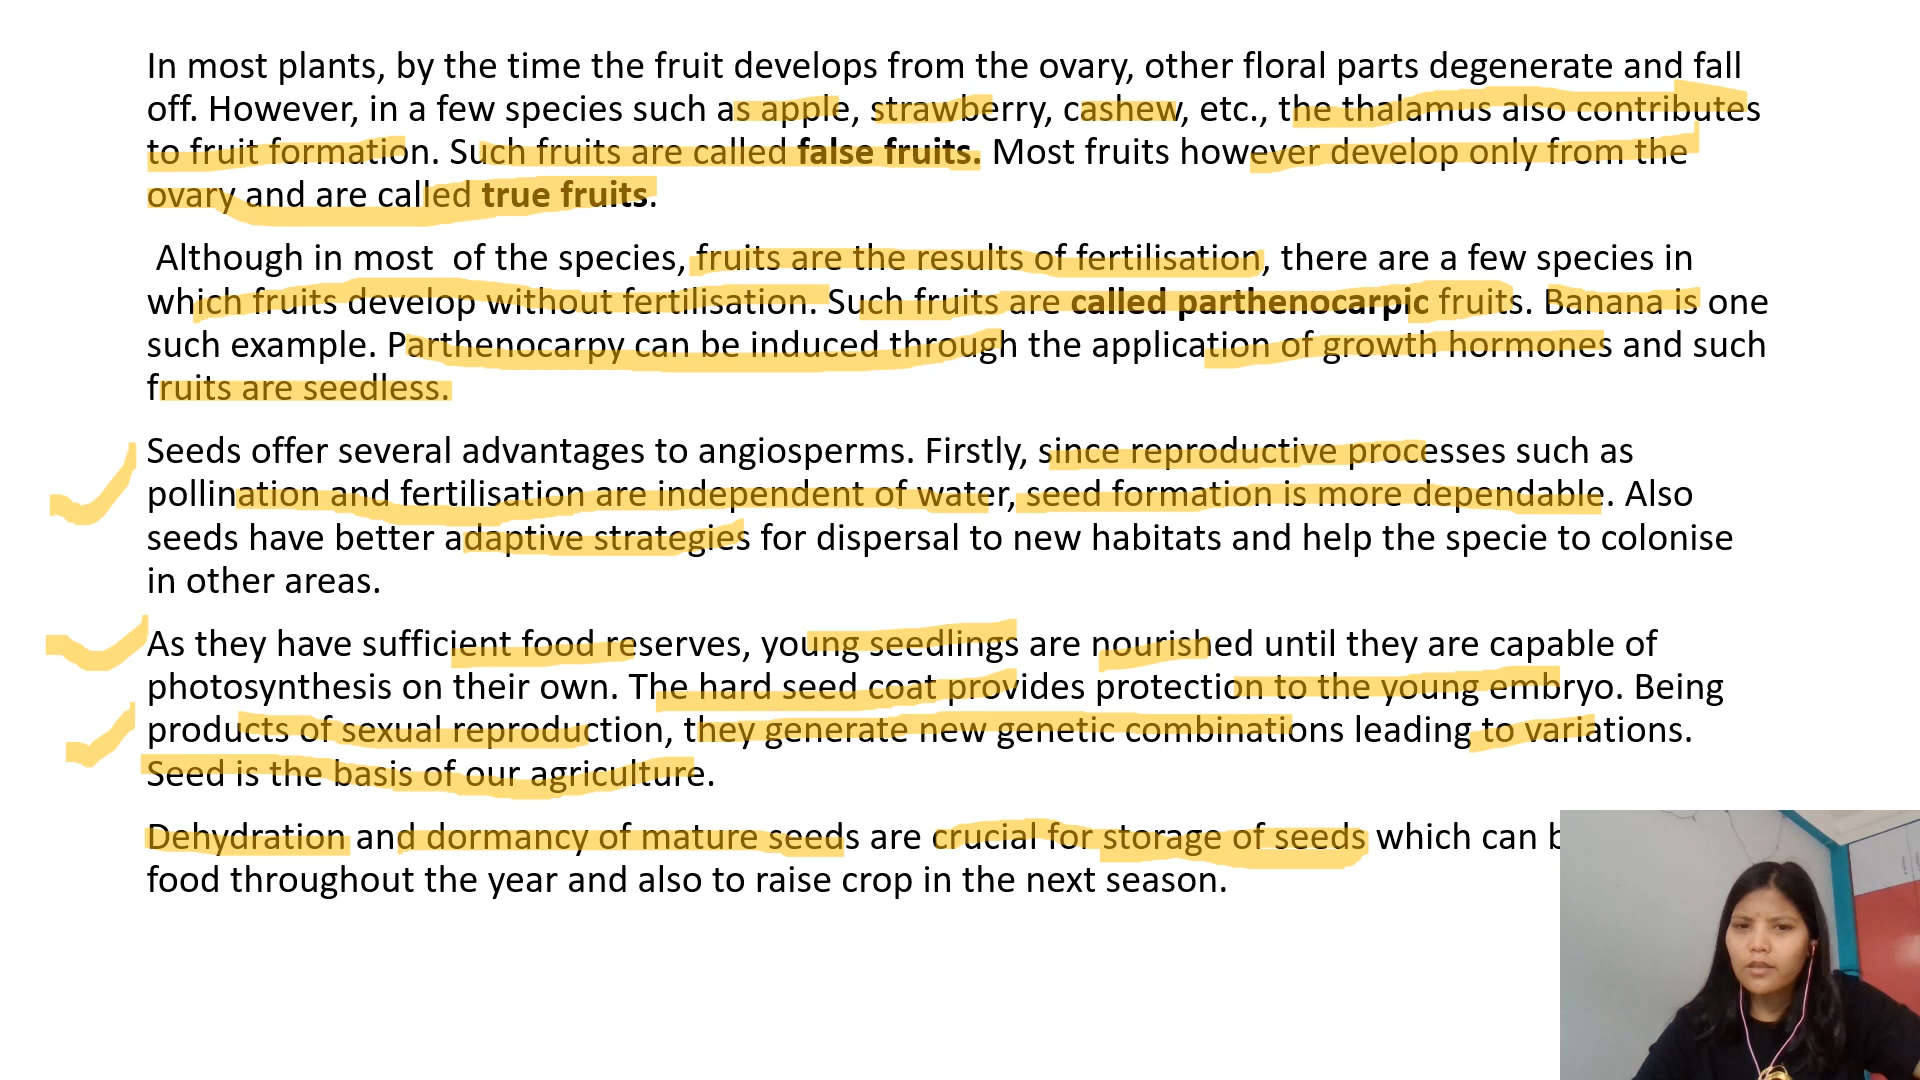 In most plants, by the time the fruit develops from the ovary, other floral parts degenerate and fall
off. However, in a few species such as apple, strawberry, cashew, etc., the thalamus also contributes
to fruit formation. Such fruits are called false fruits. Most fruits however develop only from the
ovary and are called true fruits.
Although in most of the species, fruits are the results of fertilisation, there are a few species in
which fruits develop without fertilisation. Such fruits are called parthenocarpic fruits. Banana is one
such example. Parthenocarpy can be induced through the application of growth hormones and such
fruits are seedless.
Seeds offer several advantages to angiosperms. Firstly, since reproductive processes such as
pollination and fertilisation are independent of water, seed formation is more dependable. Also
seeds have better adaptive strategies for dispersal to new habitats and help the specie to colonise
in other areas.
As they have sufficient food reserves, young seedlings are nourished until they are capable of
photosynthesis on their own. The hard seed coat provides protection to the young embryo. Being
products of sexual reproduction, they generate new genetic combinations leading to variations.
Seed is the basis of our agriculture.
Dehydration and dormancy of mature seeds are crucial for storage of seeds which can
food throughout the year and also to raise crop in the next season.